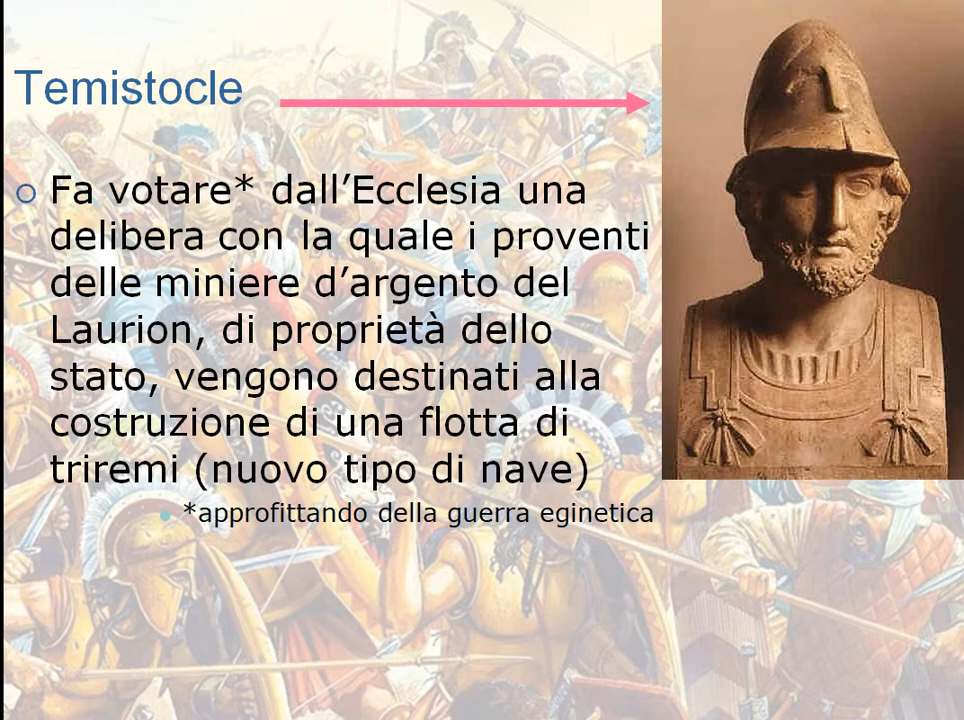 Temistocle
Fa votare* dall’Ecclesia una
delibera con la quale i proventi
delle miniere d’argento del
Laurion, di proprietà dello
stato, vengono destinati alla
costruzione di una flotta di
triremi (nuovo tipo di nave)
*approfittando della guerra eginetica